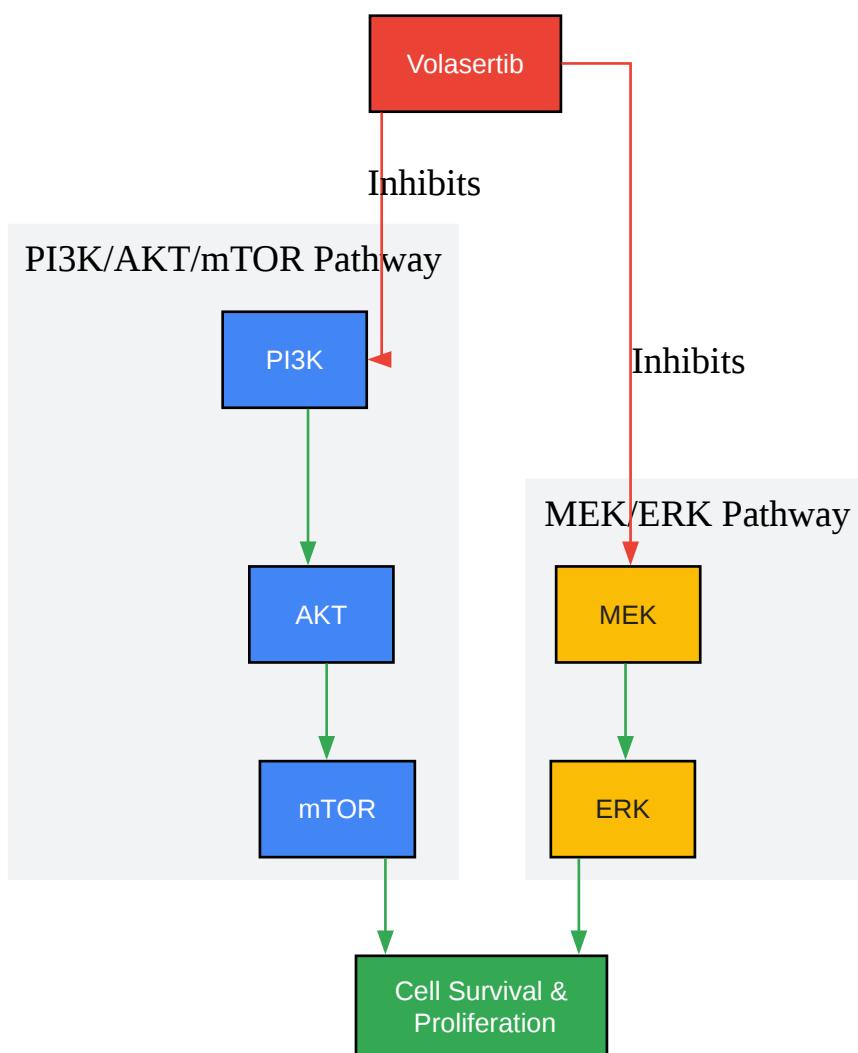 Volasertib
Inhibits
PI3K/AKT/mTOR Pathway
PI3K
Inhibits
MEK/ERK Pathway
AKT
MEK
mTOR
ERK
Cell Survival &
Proliferation